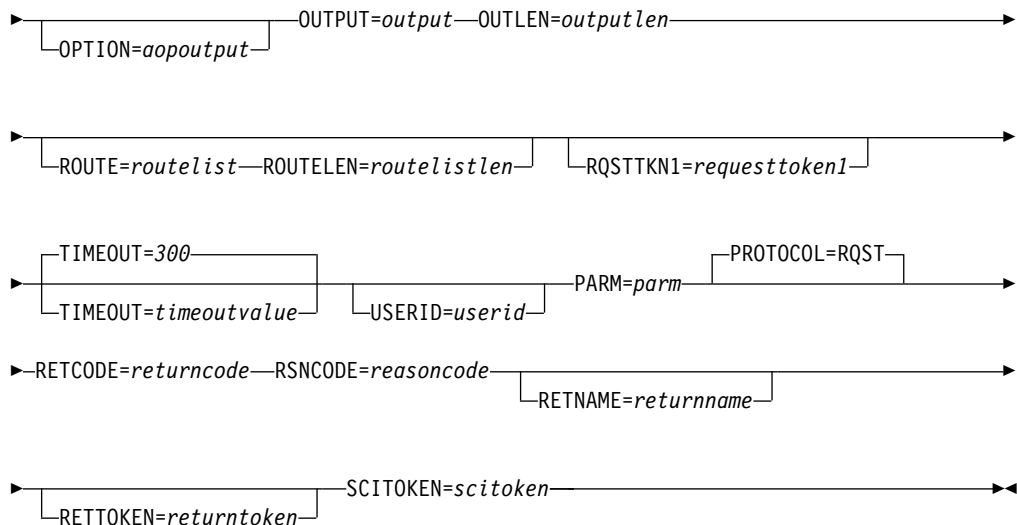 OUTPUT=output OUTLEN=outputlen
OPTION=aopoutput
ROUTE=routelist ROUTELEN=routelistlen RQSTTKN1=requesttoken1
TIMEOUT=300 PROTOCOL=RQST
PARM=parm
TIMEOUT=timeoutvalue USERID=userid
RETCODE=returncode RSNCODE=reasoncode
RETNAME=returnname
SCITOKEN=scitoken
RETTOKEN=returntoken